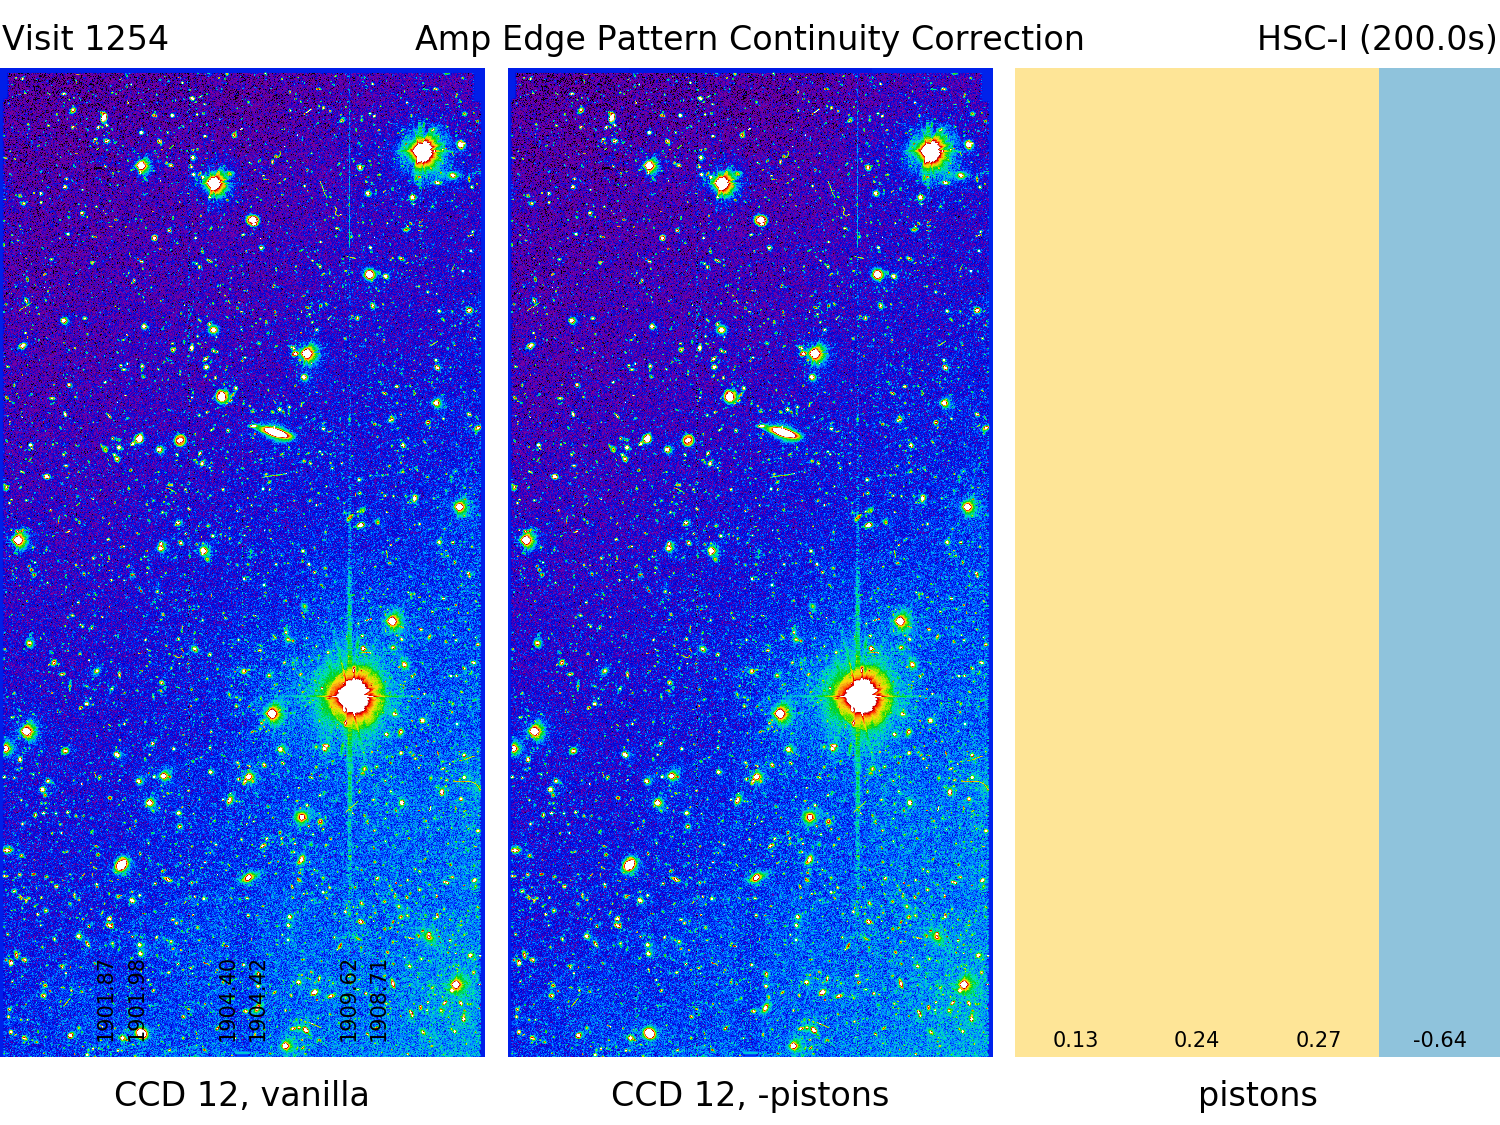 Visit 1254
Amp Edge Pattern Continuity Correction
HSC-I (200.0s)
1901.87
1901.98
1904.40
1904.42
1909.62
1908.71
0.13
0.24
0.27
-0.64
CCD 12, vanilla
CCD 12, -pistons
pistons